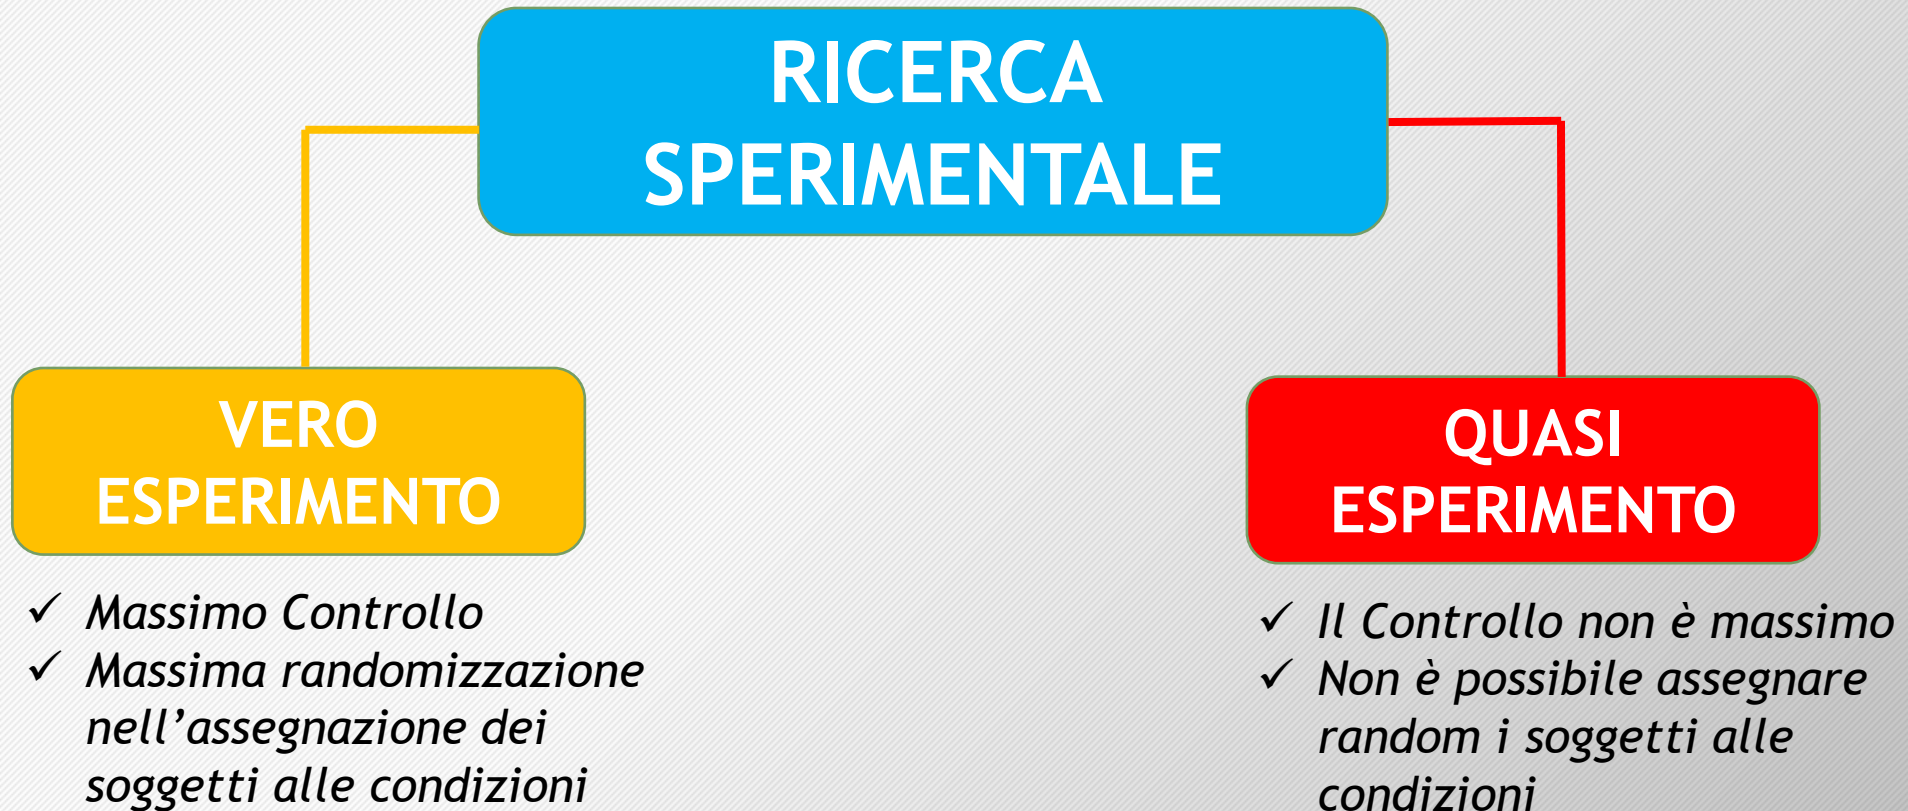 RICERCA
SPERIMENTALE
VERO
ESPERIMENTO
✓ Massimo Controllo
✓ Massima randomizzazione
nell’assegnazione dei
soggetti alle condizioni
QUASI
ESPERIMENTO
✓ Il Controllo non è massimo
✓ Non è possibile assegnare
random i soggetti alle
condizioni